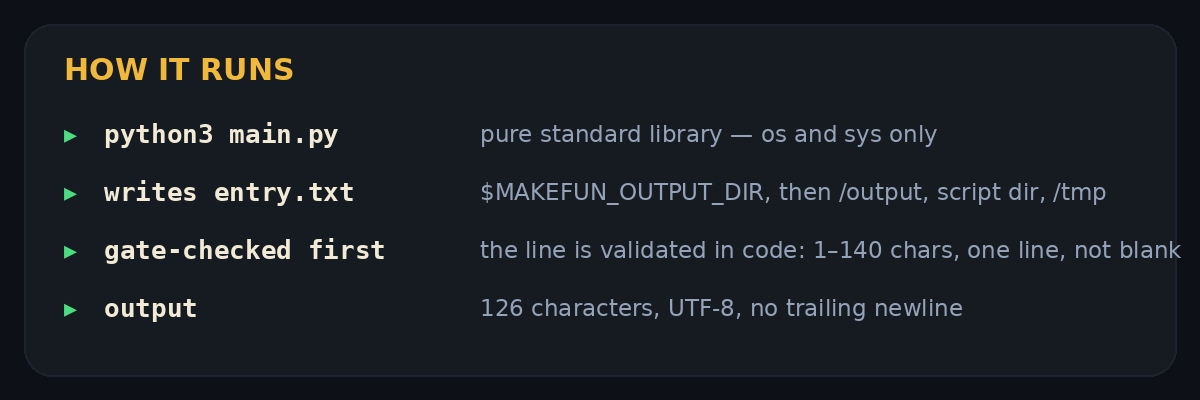 HOW IT RUNS
▶ python3 main.py pure standard library — os and sys only
▶ writes entry.txt $MAKEFUN_OUTPUT_DIR, then /output, script dir, /tmp
▶ gate-checked first the line is validated in code: 1–140 chars, one line, not blank
▶ output 126 characters, UTF-8, no trailing newline